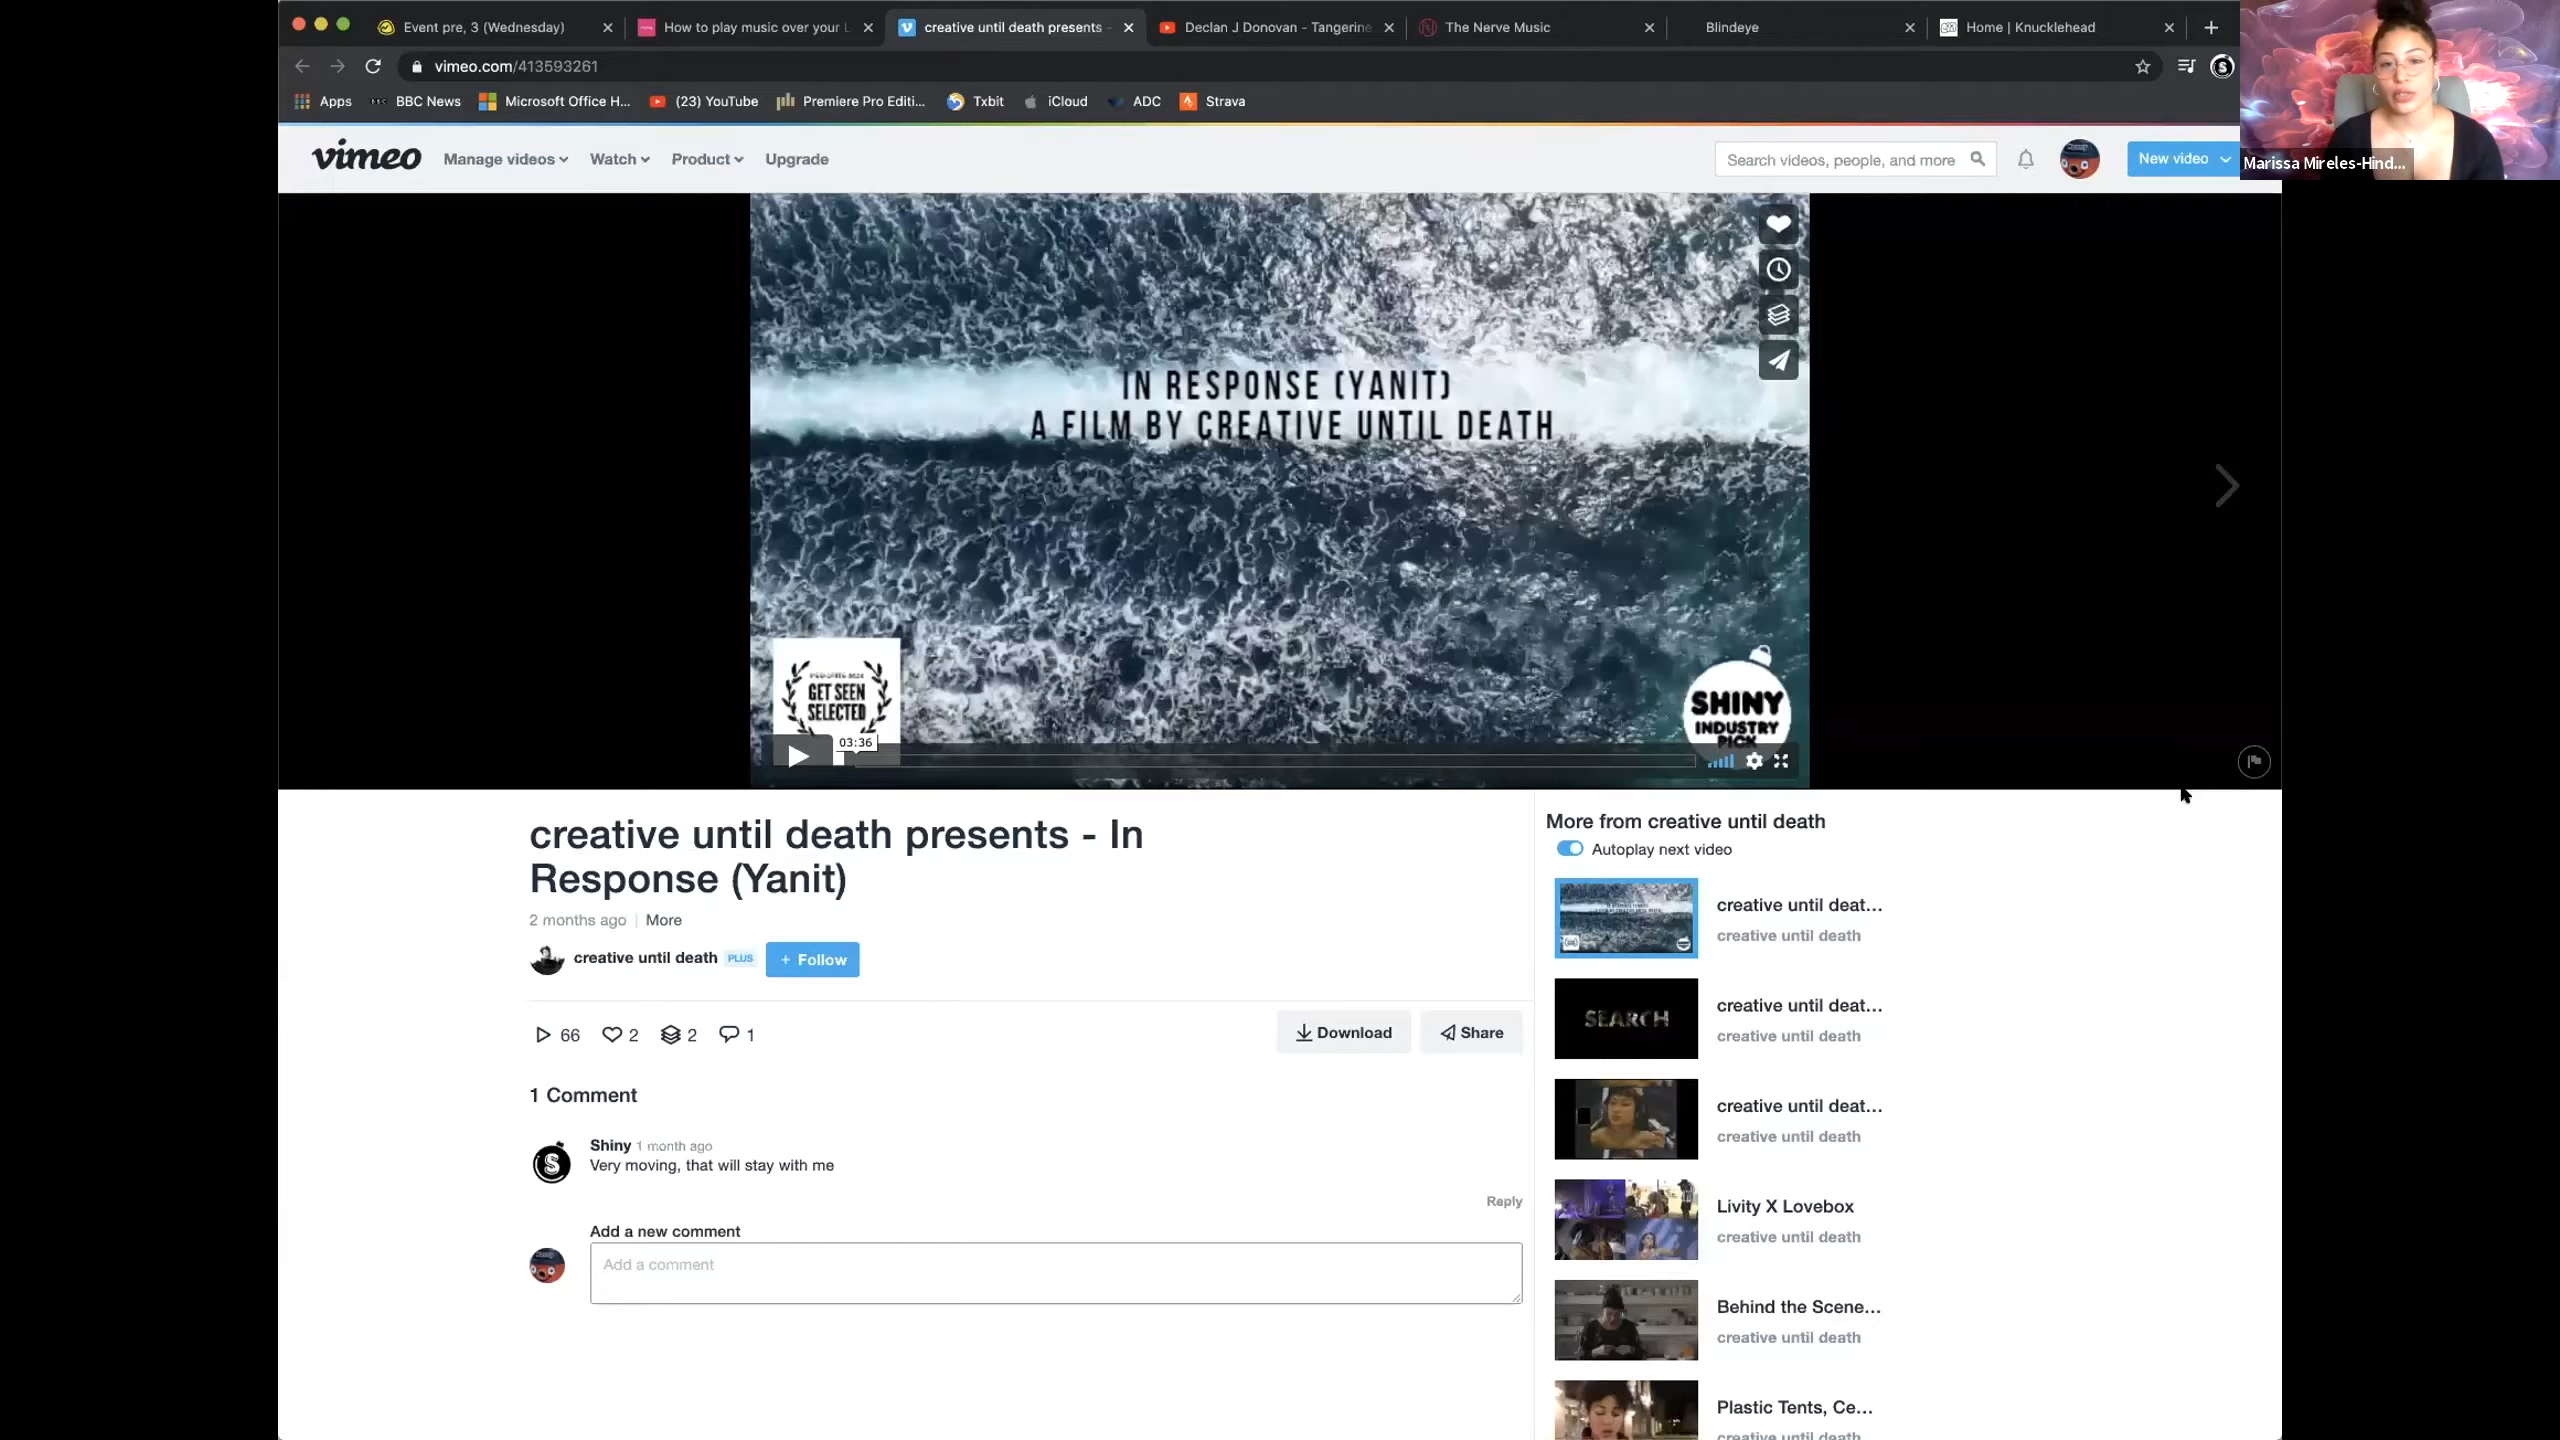 Event pre, 3 (Wednesday)
How to play music over your L
creative until death presents -
Declan J Donovan - Tangerine
The Nerve Music
Blindeye
Home | Knucklehead
vimeo.com/413593261
Apps
BBC News
Microsoft Office H...
(23) YouTube
Premiere Pro Editi...
Txbit
iCloud
ADC
Strava
Marissa Mireles-Hind...
vimeo
Manage videos
Watch
Product
Upgrade
Search videos, people, and more
New video
IN RESPONSE (YANIT)
A FILM BY CREATIVE UNTIL DEATH
GET SEEN
SELECTED
SHINY
INDUSTRY
PICK
03:36
creative until death presents - In
Response (Yanit)
2 months ago | More
creative until death PLUS
+ Follow
66
2
2
1
Download
Share
1 Comment
Shiny 1 month ago
Very moving, that will stay with me
Reply
Add a new comment
Add a comment
More from creative until death
Autoplay next video
creative until deat...
creative until death
SEARCH
creative until deat...
creative until death
creative until deat...
creative until death
Livity X Lovebox
creative until death
Behind the Scene...
creative until death
Plastic Tents, Ce...
creative until death